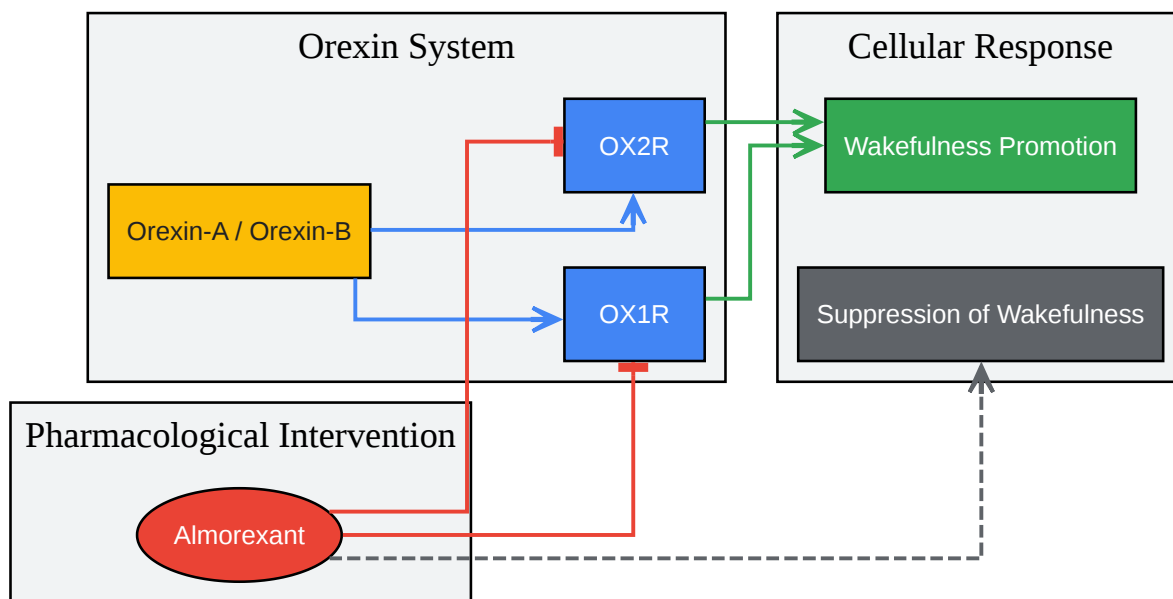 Orexin System
Cellular Response
OX2R
Wakefulness Promotion
Orexin-A / Orexin-B
OX1R
Suppression of Wakefulness
Pharmacological Intervention
Almorexant